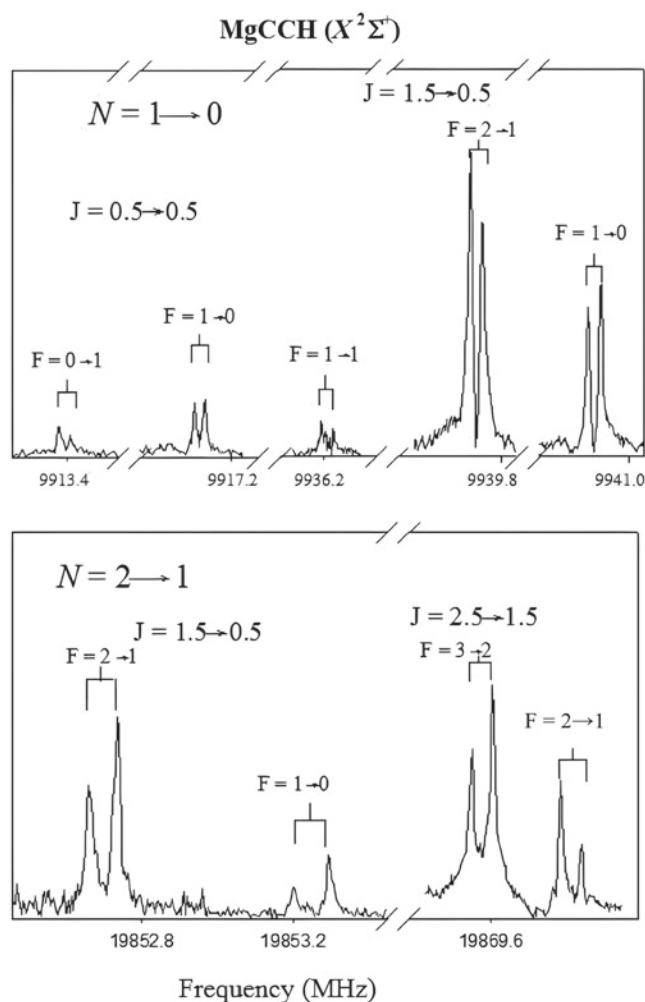 MgCCH (X²Σ⁺)
N = 1→0
J = 1.5→0.5
F = 2→1
J = 0.5→0.5
F = 1→0
F = 1→0
F = 1→1
F = 0→1
9913.4 9917.2 9936.2 9939.8 9941.0
N = 2→1
J = 1.5→0.5
J = 2.5→1.5
F = 2→1
F = 3→2
F = 2→1
F = 1→0
19852.8 19853.2 19869.6
Frequency (MHz)